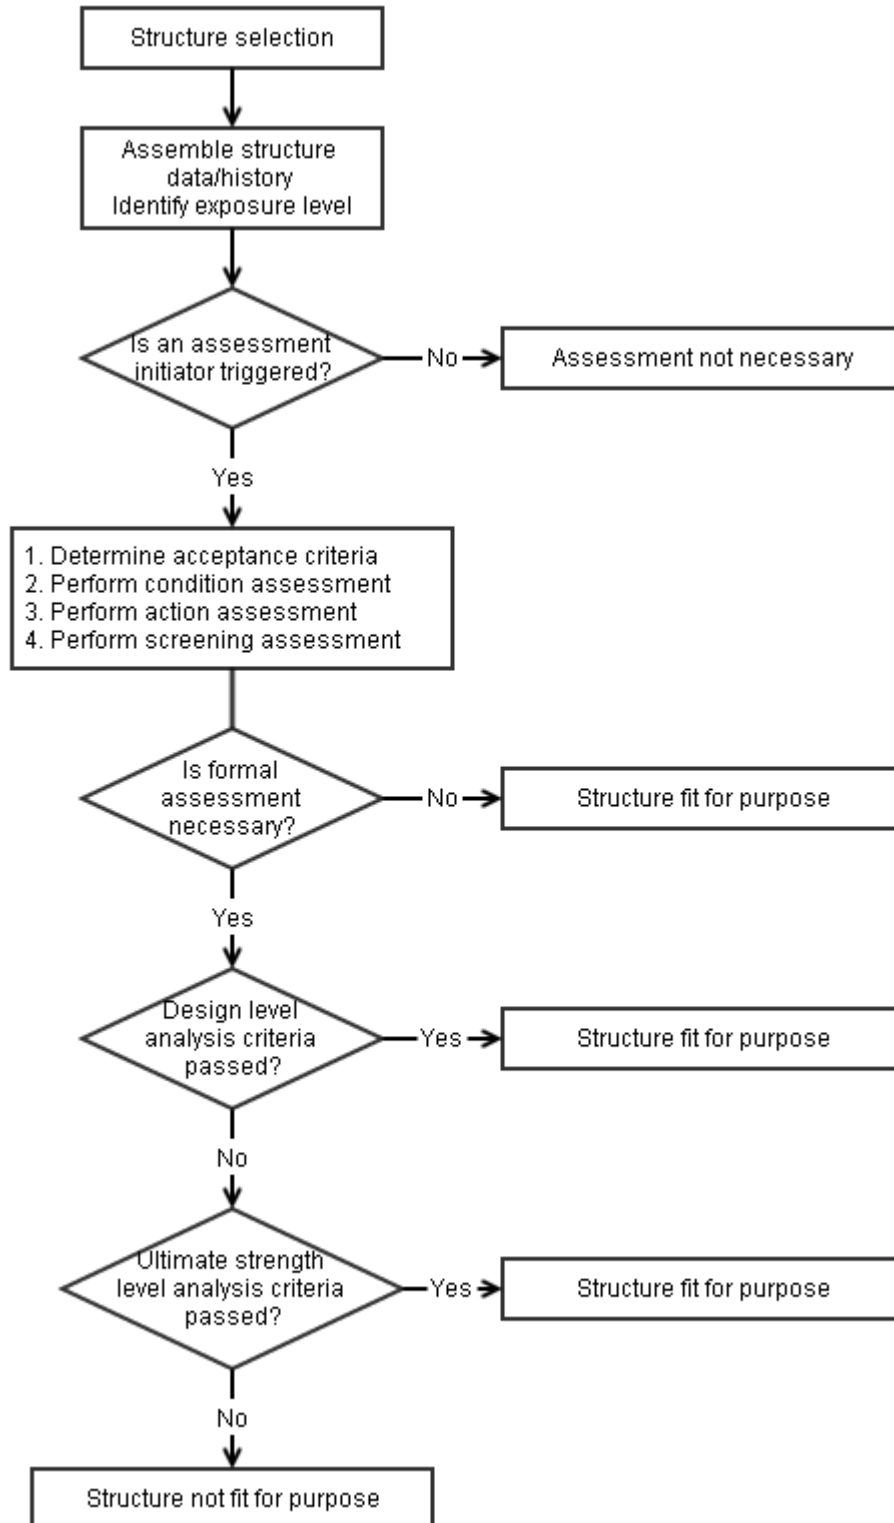 Structure selection
Assemble structure
data/history
Identify exposure level
Is an assessment
initiator triggered?
No
Assessment not necessary
Yes
1. Determine acceptance criteria
2. Perform condition assessment
3. Perform action assessment
4. Perform screening assessment
Is formal
assessment
necessary?
No
Structure fit for purpose
Yes
Design level
analysis criteria
passed?
Yes
Structure fit for purpose
No
Ultimate strength
level analysis criteria
passed?
Yes
Structure fit for purpose
No
Structure not fit for purpose